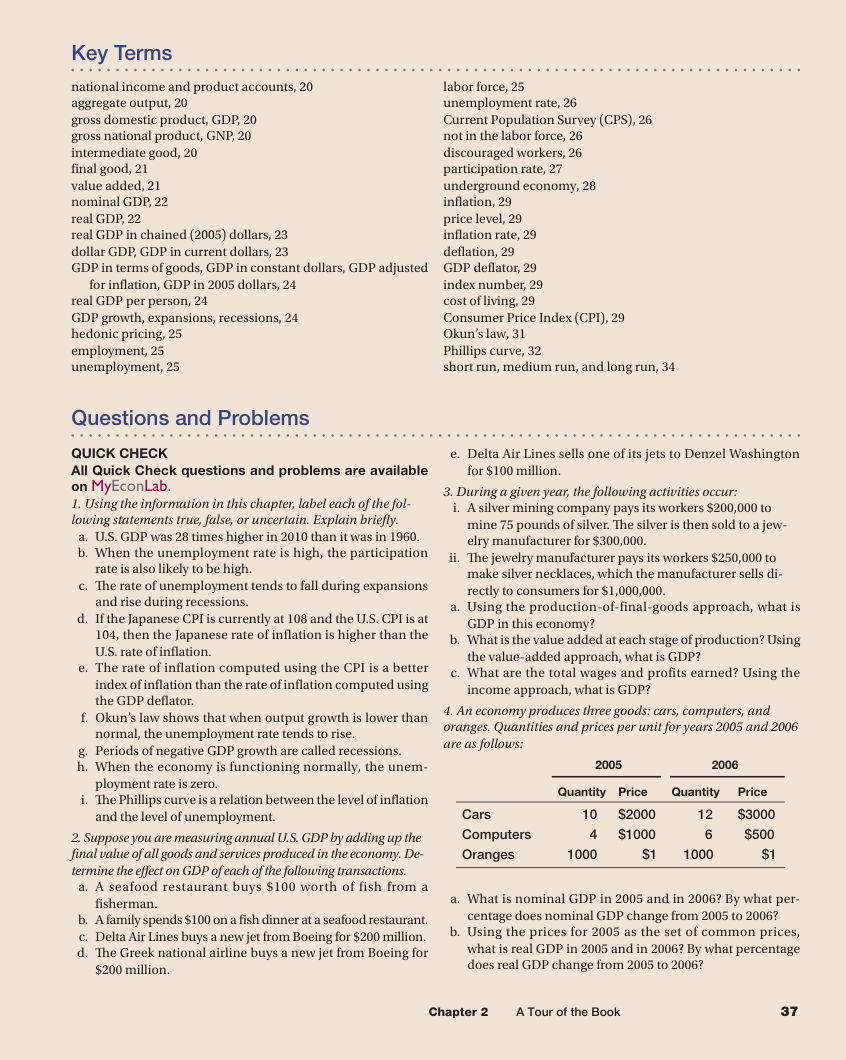 Key Terms
national income and product accounts, 20
aggregate output, 20
gross domestic product, GDP, 20
gross national product, GNP, 20
intermediate good, 20
final good, 21
value added, 21
nominal GDP, 22
real GDP, 22
real GDP in chained (2005) dollars, 23
dollar GDP, GDP in current dollars, 23
GDP in terms of goods, GDP in constant dollars, GDP adjusted
for inflation, GDP in 2005 dollars, 24
real GDP per person, 24
GDP growth, expansions, recessions, 24
hedonic pricing, 25
employment, 25
unemployment, 25
labor force, 25
unemployment rate, 26
Current Population Survey (CPS), 26
not in the labor force, 26
discouraged workers, 26
participation rate, 27
underground economy, 28
inflation, 29
price level, 29
inflation rate, 29
deflation, 29
GDP deflator, 29
index number, 29
cost of living, 29
Consumer Price Index (CPI), 29
Okun's law, 31
Phillips curve, 32
short run, medium run, and long run, 34
Questions and Problems
QUICK CHECK
All Quick Check questions and problems are available
on MyEconLab.
1. Using the information in this chapter, label each of the fol-
lowing statements true, false, or uncertain. Explain briefly.
a. U.S. GDP was 28 times higher in 2010 than it was in 1960.
b. When the unemployment rate is high, the participation
rate is also likely to be high.
c. The rate of unemployment tends to fall during expansions
and rise during recessions.
d. If the Japanese CPI is currently at 108 and the U.S. CPI is at
104, then the Japanese rate of inflation is higher than the
U.S. rate of inflation.
e. The rate of inflation computed using the CPI is a better
index of inflation than the rate of inflation computed using
the GDP deflator.
f. Okun's law shows that when output growth is lower than
normal, the unemployment rate tends to rise.
g. Periods of negative GDP growth are called recessions.
h. When the economy is functioning normally, the unem-
ployment rate is zero.
i. The Phillips curve is a relation between the level of inflation
and the level of unemployment.
2. Suppose you are measuring annual U.S. GDP by adding up the
final value of all goods and services produced in the economy. De-
termine the effect on GDP of each of the following transactions.
a. A seafood restaurant buys $100 worth of fish from a
fisherman.
b. A family spends $100 on a fish dinner at a seafood restaurant.
c. Delta Air Lines buys a new jet from Boeing for $200 million.
d. The Greek national airline buys a new jet from Boeing for
$200 million.
e. Delta Air Lines sells one of its jets to Denzel Washington
for $100 million.
3. During a given year, the following activities occur:
i. A silver mining company pays its workers $200,000 to
mine 75 pounds of silver. The silver is then sold to a jew-
elry manufacturer for $300,000.
ii. The jewelry manufacturer pays its workers $250,000 to
make silver necklaces, which the manufacturer sells di-
rectly to consumers for $1,000,000.
a. Using the production-of-final-goods approach, what is
GDP in this economy?
b. What is the value added at each stage of production? Using
the value-added approach, what is GDP?
c. What are the total wages and profits earned? Using the
income approach, what is GDP?
4. An economy produces three goods: cars, computers, and
oranges. Quantities and prices per unit for years 2005 and 2006
are as follows:
2005 2006
Quantity Price Quantity Price
Cars 10 $2000 12 $3000
Computers 4 $1000 6 $500
Oranges 1000 $1 1000 $1
a. What is nominal GDP in 2005 and in 2006? By what per-
centage does nominal GDP change from 2005 to 2006?
b. Using the prices for 2005 as the set of common prices,
what is real GDP in 2005 and in 2006? By what percentage
does real GDP change from 2005 to 2006?
Chapter 2 A Tour of the Book 37